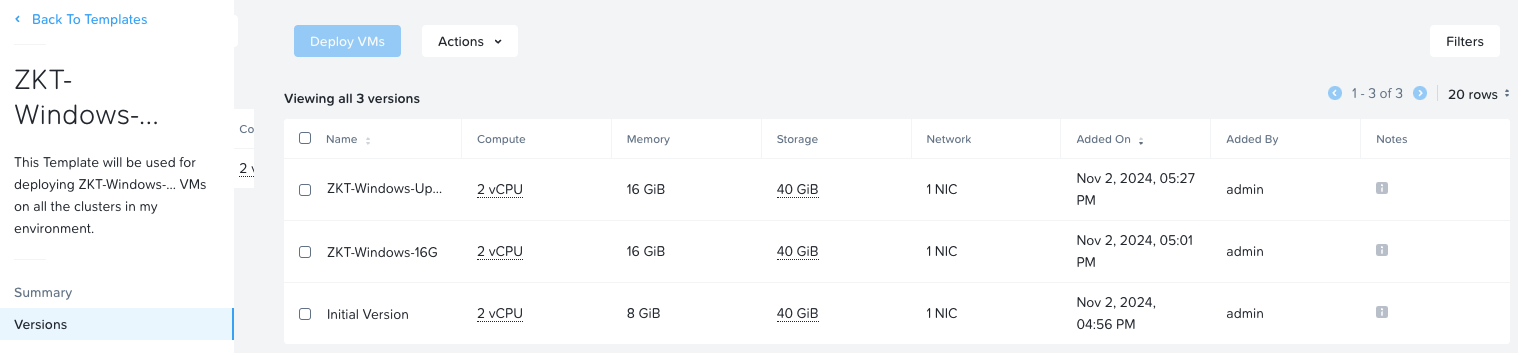 Back To Templates
ZKT-
Windows-...
This Template will be used for
deploying ZKT-Windows-... VMs
on all the clusters in my
environment.
Summary
Versions
Co
2 v
Deploy VMs Actions Filters
Viewing all 3 versions 1 - 3 of 3 20 rows
Name Compute Memory Storage Network Added On Added By Notes
ZKT-Windows-Up... 2 vCPU 16 GiB 40 GiB 1 NIC Nov 2, 2024, 05:27 PM admin
ZKT-Windows-16G 2 vCPU 16 GiB 40 GiB 1 NIC Nov 2, 2024, 05:01 PM admin
Initial Version 2 vCPU 8 GiB 40 GiB 1 NIC Nov 2, 2024, 04:56 PM admin